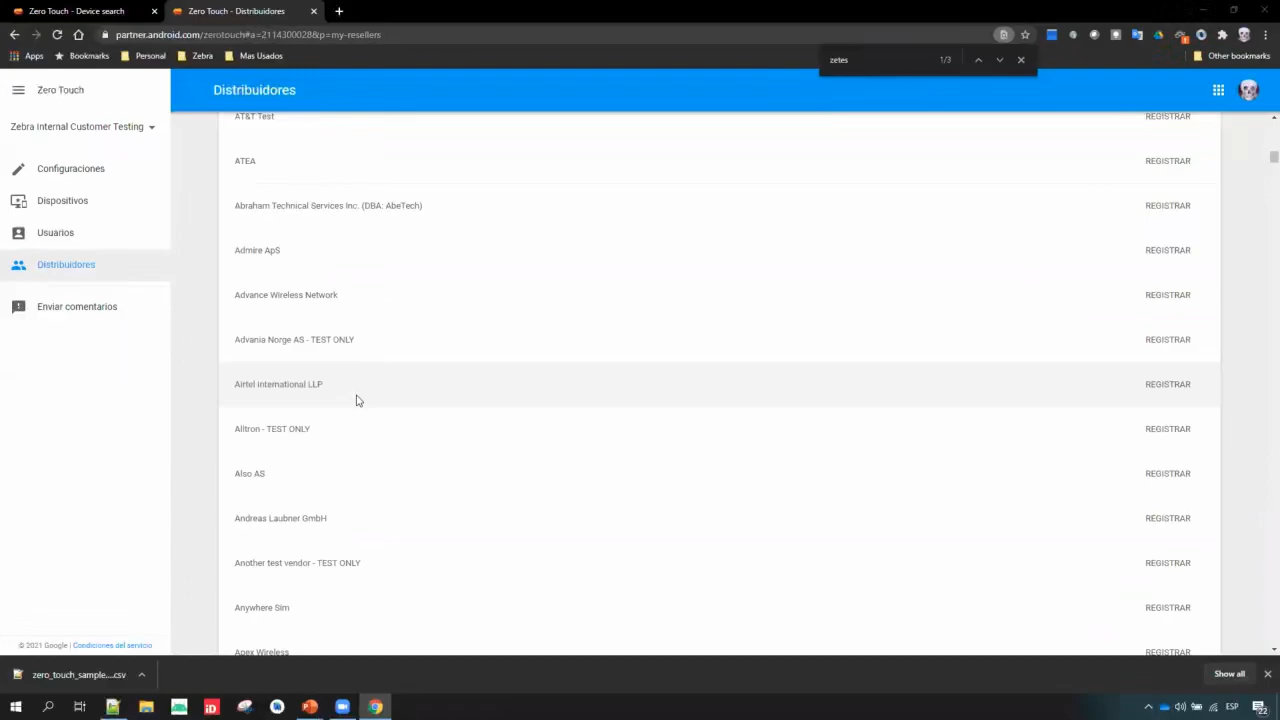 Zero Touch - Device search
Zero Touch - Distribuidores
partner.android.com/zerotouch#a=2114300028&p=my-resellers
Apps
Bookmarks
Personal
Zebra
Mas Usados
Other bookmarks
zetes
1/3
Zero Touch
Distribuidores
Zebra Internal Customer Testing
Configuraciones
Dispositivos
Usuarios
Distribuidores
Enviar comentarios
AT&T Test REGISTRAR
ATEA REGISTRAR
Abraham Technical Services Inc. (DBA: AbeTech) REGISTRAR
Admire ApS REGISTRAR
Advance Wireless Network REGISTRAR
Advania Norge AS - TEST ONLY REGISTRAR
Airtel international LLP REGISTRAR
Alltron - TEST ONLY REGISTRAR
Also AS REGISTRAR
Andreas Laubner GmbH REGISTRAR
Another test vendor - TEST ONLY REGISTRAR
Anywhere Sim REGISTRAR
Apex Wireless REGISTRAR
© 2021 Google | Condiciones del servicio
zero_touch_sample....csv
Show all
iD
ESP
22